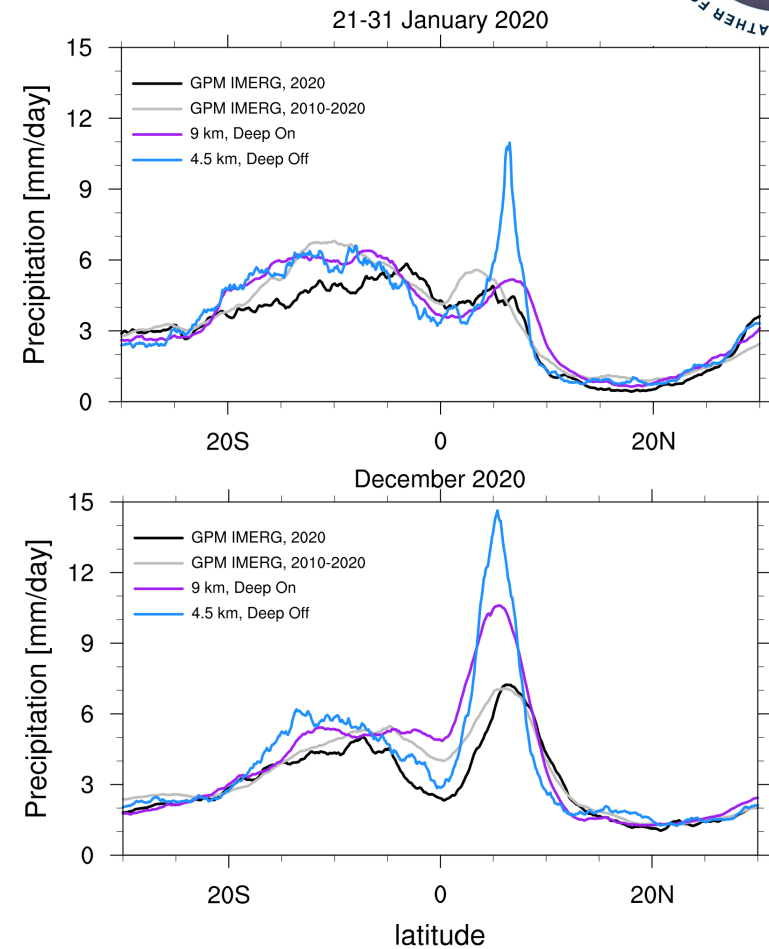 21-31 January 2020
Precipitation [mm/day]
15
12
9
6
3
0
GPM IMERG, 2020
GPM IMERG, 2010-2020
9 km, Deep On
4.5 km, Deep Off
20S 0 20N
December 2020
Precipitation [mm/day]
15
12
9
6
3
0
GPM IMERG, 2020
GPM IMERG, 2010-2020
9 km, Deep On
4.5 km, Deep Off
20S 0 20N
latitude